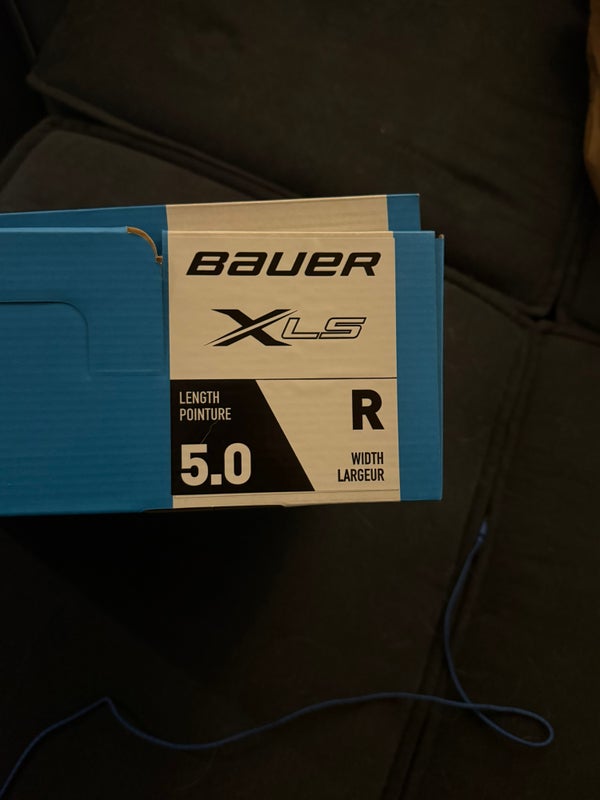 BAUER
XLS
LENGTH
POINTURE
5.0
R
WIDTH
LARGEUR